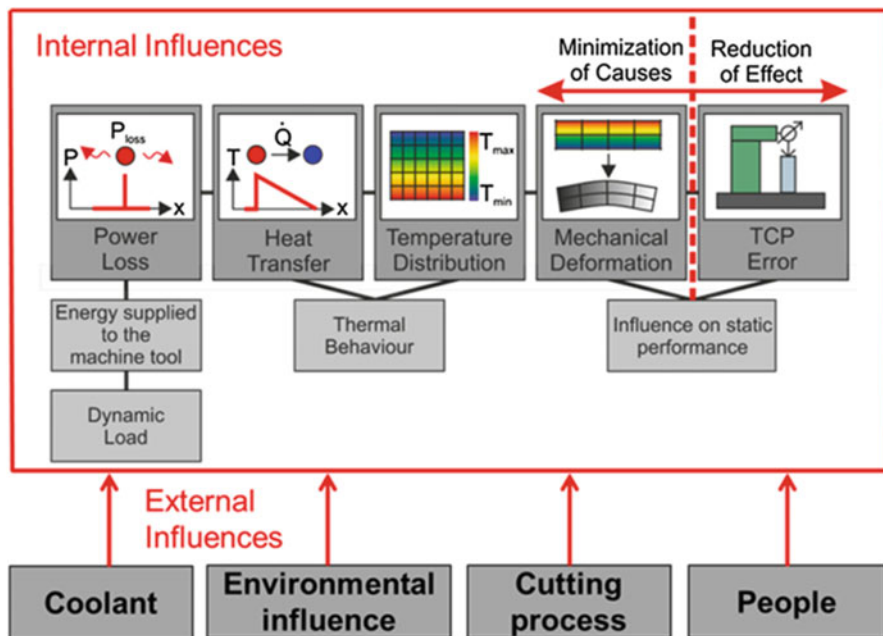 Internal Influences
Minimization
of Causes
Reduction
of Effect
P
P loss
x
Power
Loss
T
Q̇
x
Heat
Transfer
T max
T min
Temperature
Distribution
Mechanical
Deformation
TCP
Error
Energy supplied
to the
machine tool
Dynamic
Load
Thermal
Behaviour
Influence on static
performance
External
Influences
Coolant
Environmental
influence
Cutting
process
People